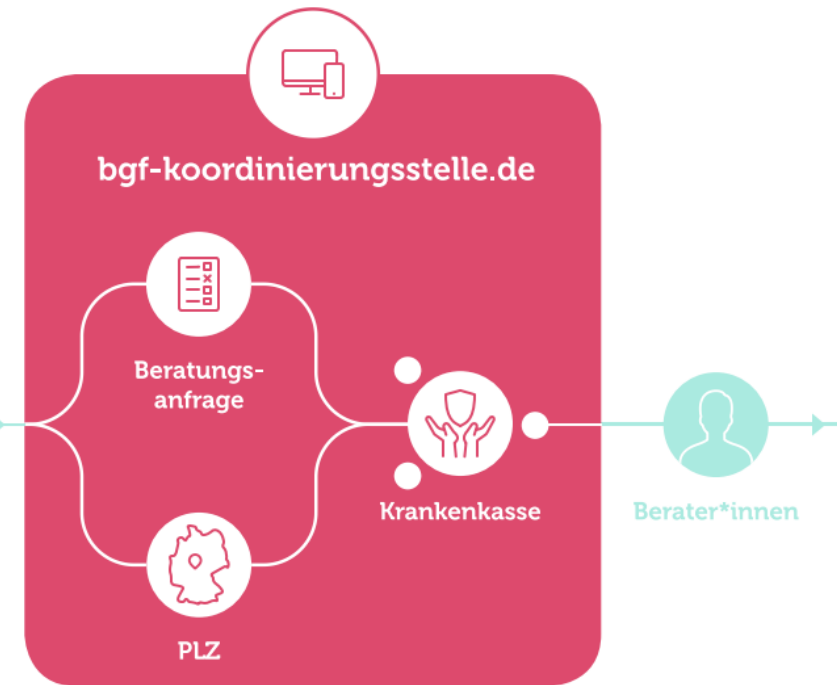 bgf-koordinierungsstelle.de
Beratungs-
anfrage
Krankenkasse
Berater*innen
PLZ